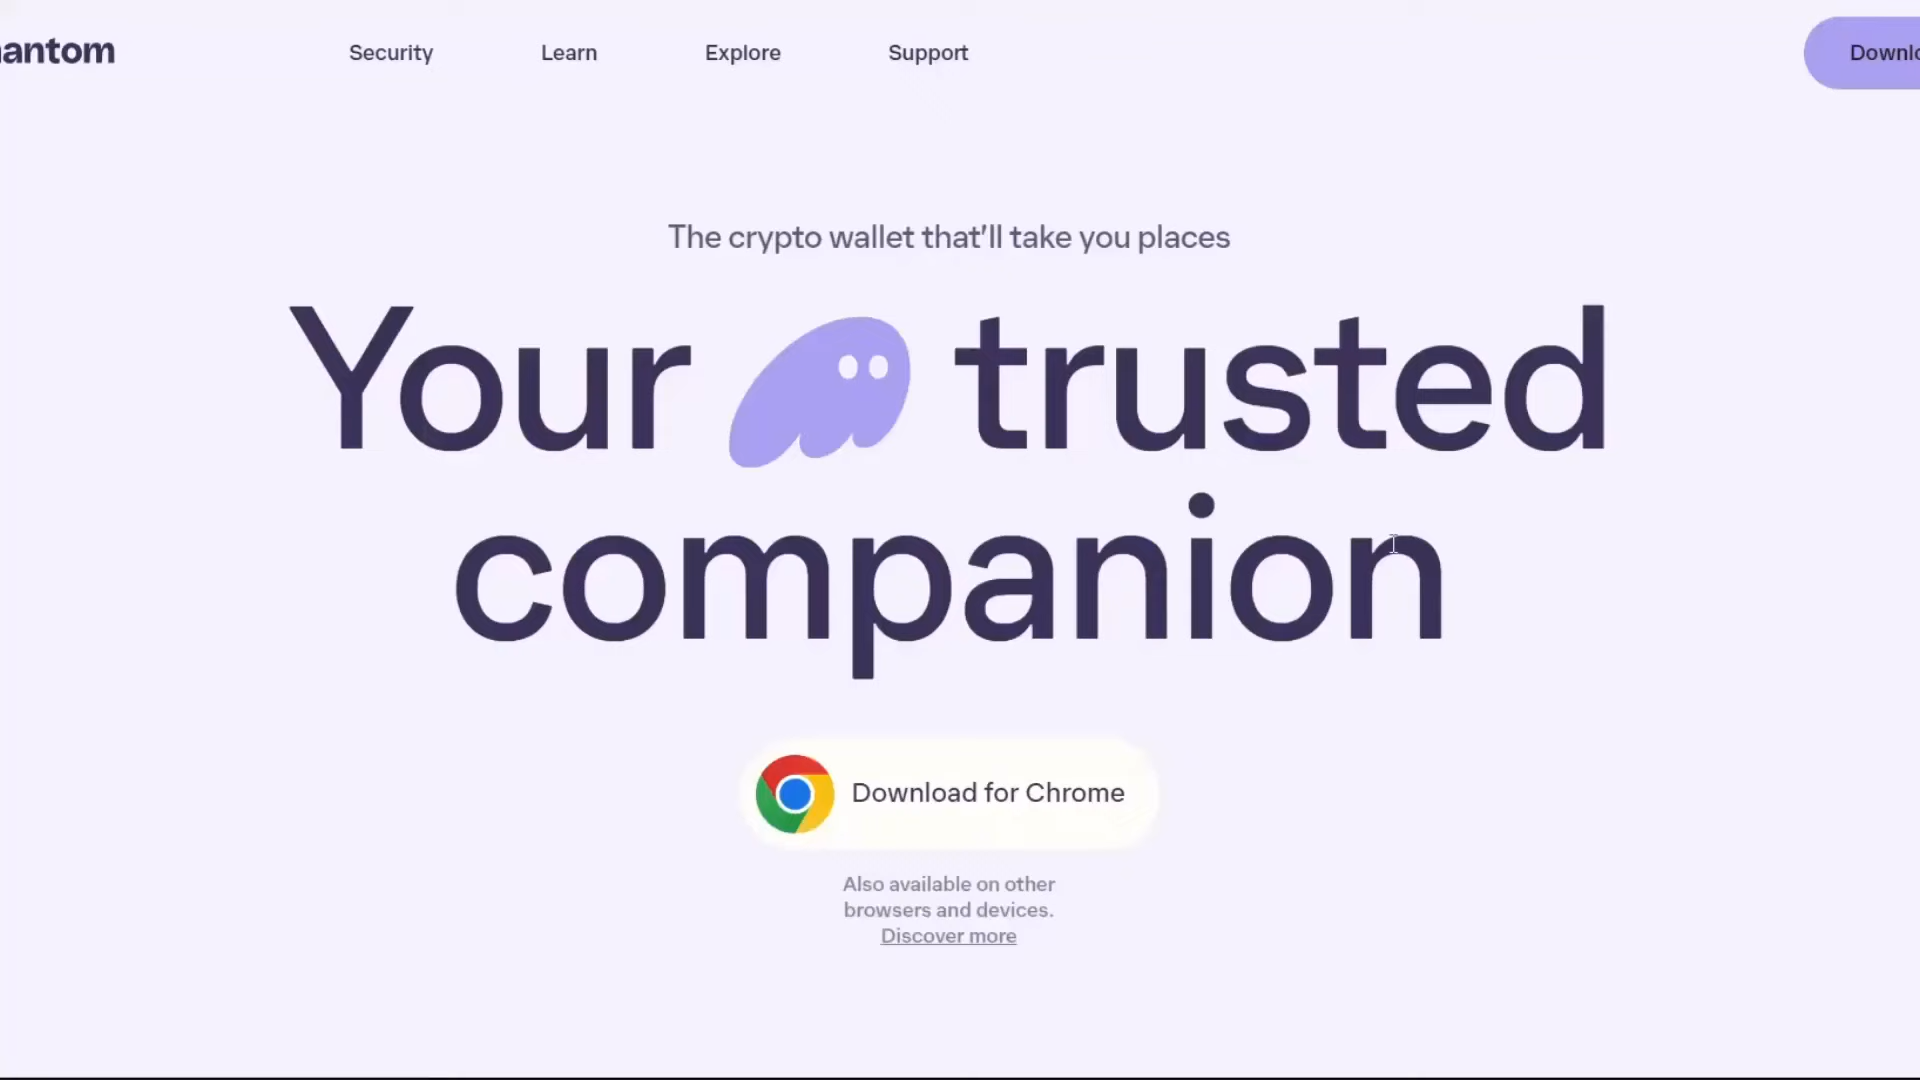 antom
Security
Learn
Explore
Support
Downlo
The crypto wallet that'll take you places
Your trusted
companion
Download for Chrome
Also available on other
browsers and devices.
Discover more